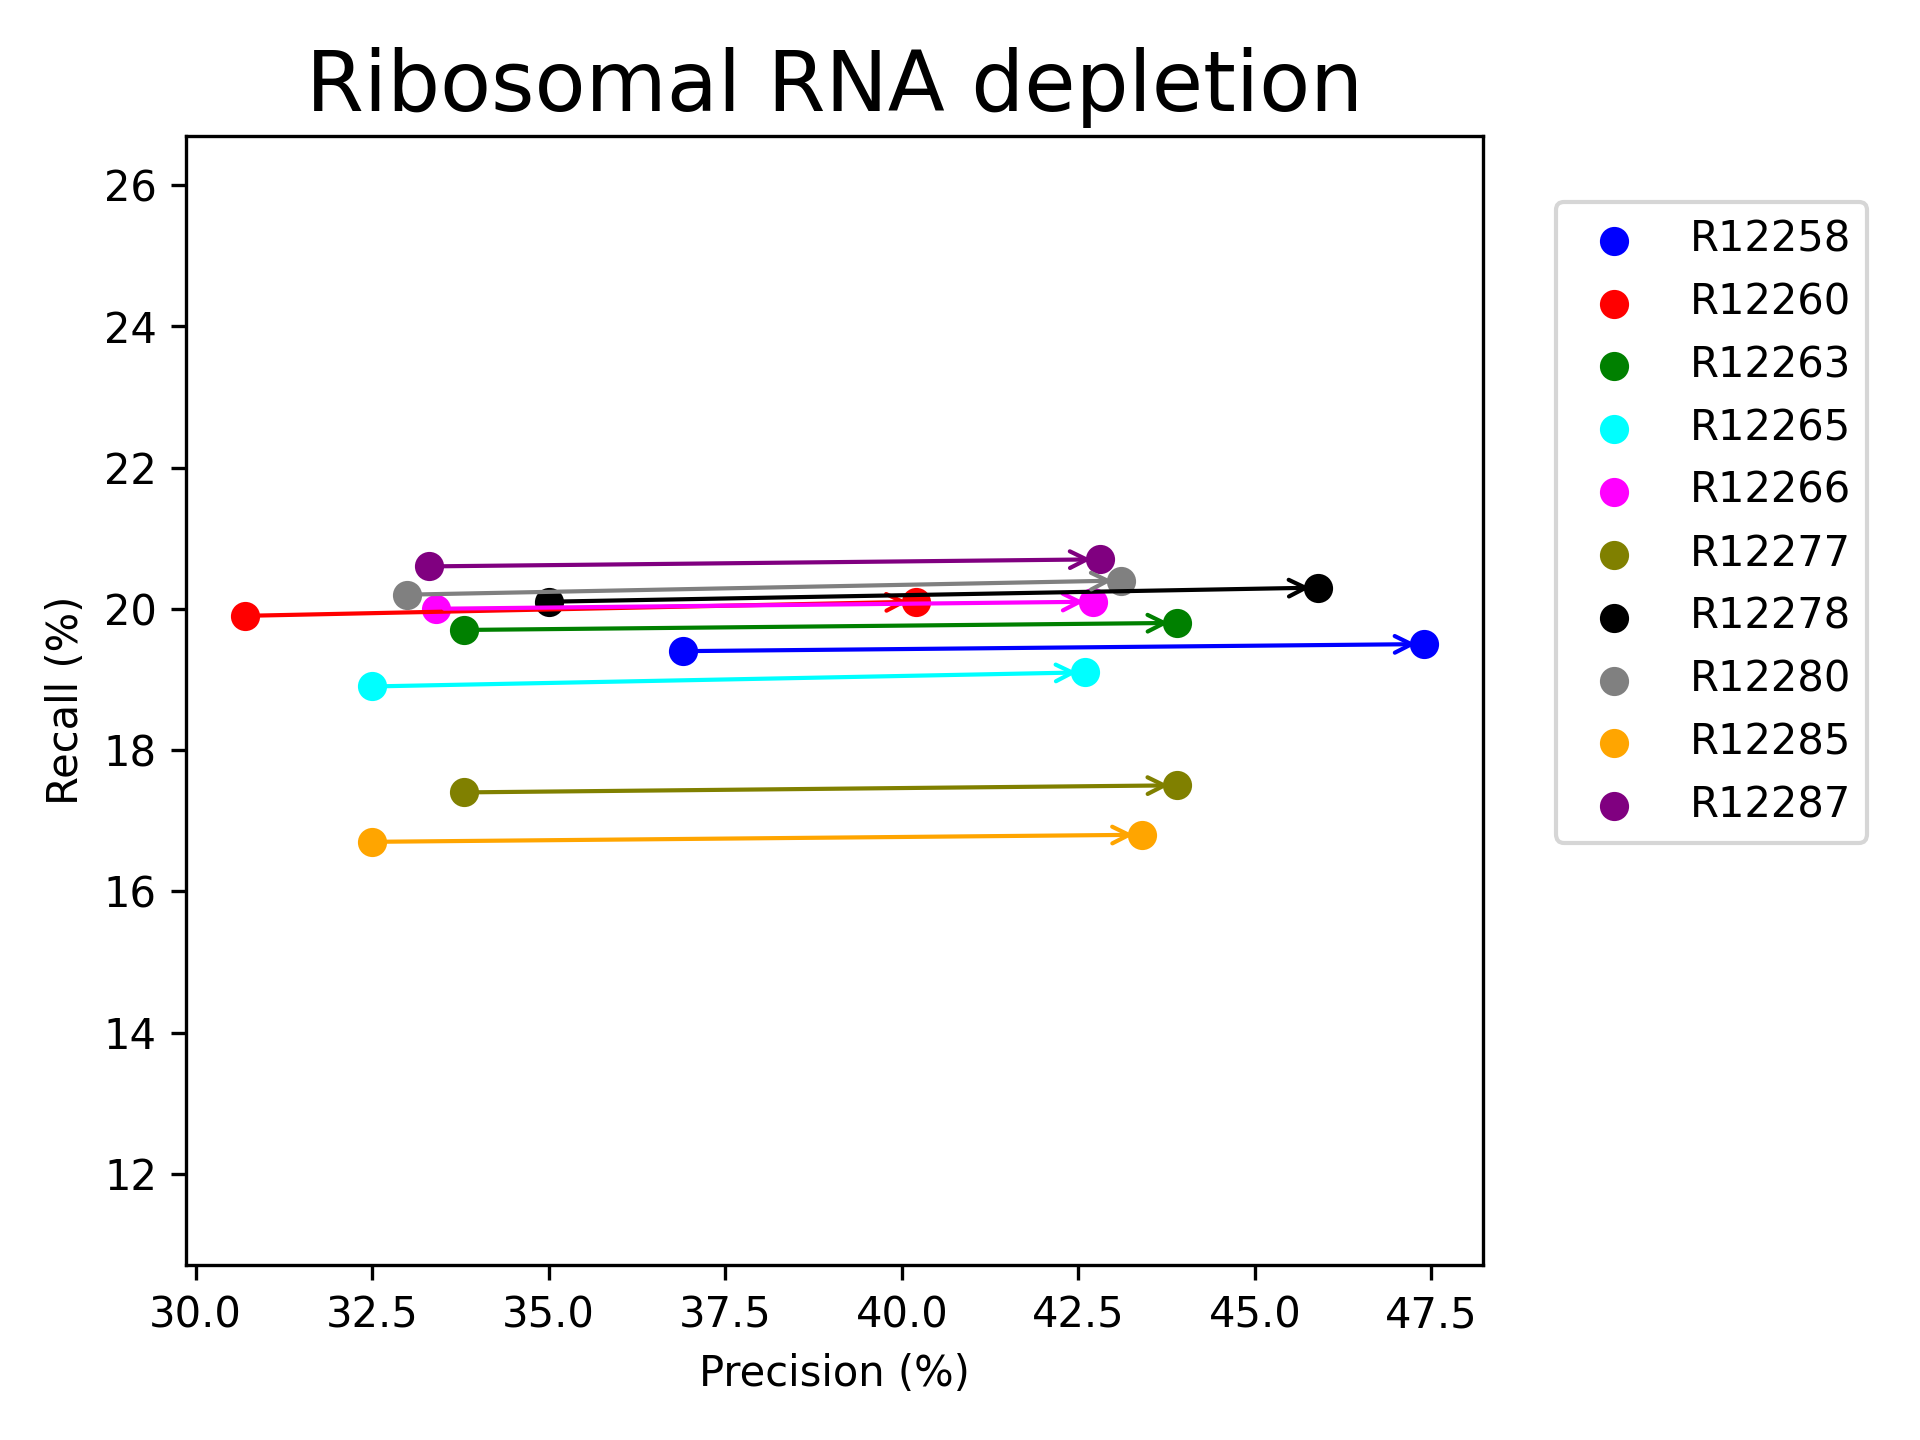 Ribosomal RNA depletion
26
24
22
20
18
16
14
12
Recall (%)
30.0 32.5 35.0 37.5 40.0 42.5 45.0 47.5
Precision (%)
R12258
R12260
R12263
R12265
R12266
R12277
R12278
R12280
R12285
R12287